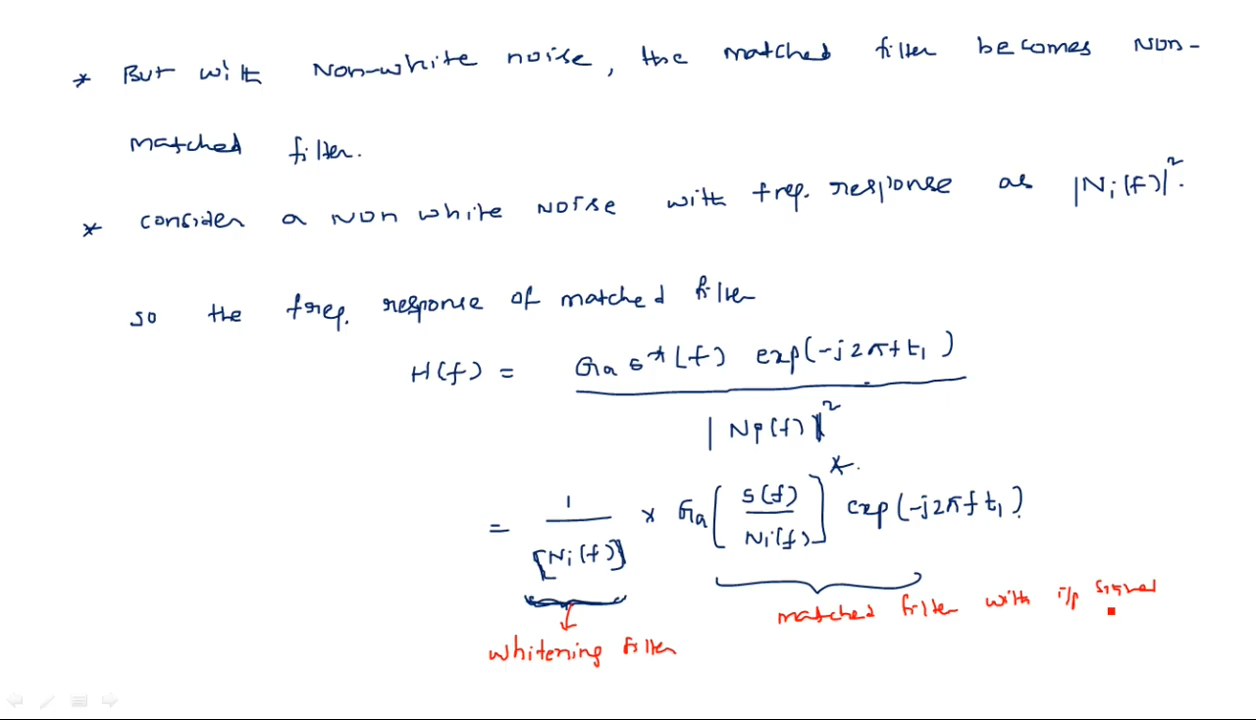 * But with Non-white noise, the matched filter becomes Non-
matched filter.
* consider a Non white Noise with freq. response as |Ni(f)|².
so the freq. response of matched filter
H(f) = Ga s*(f) exp(-j2πft₁)
|Ni(f)|²
= 1/[Ni(f)] × Ga[s(f)/Ni(f)]* exp(-j2πft₁)
matched filter with i/p signal
whitening filter